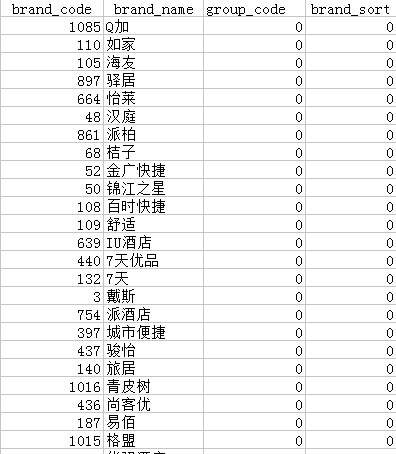 brand_code brand_name group_code brand_sort
1085 Q加 0 0
110 如家 0 0
105 海友 0 0
897 驿居 0 0
664 怡莱 0 0
48 汉庭 0 0
861 派柏 0 0
68 桔子 0 0
52 金广快捷 0 0
50 锦江之星 0 0
108 百时快捷 0 0
109 舒适 0 0
639 IU酒店 0 0
440 7天优品 0 0
132 7天 0 0
3 戴斯 0 0
754 派酒店 0 0
397 城市便捷 0 0
437 骏怡 0 0
140 旅居 0 0
1016 青皮树 0 0
436 尚客优 0 0
187 易佰 0 0
1015 格盟 0 0